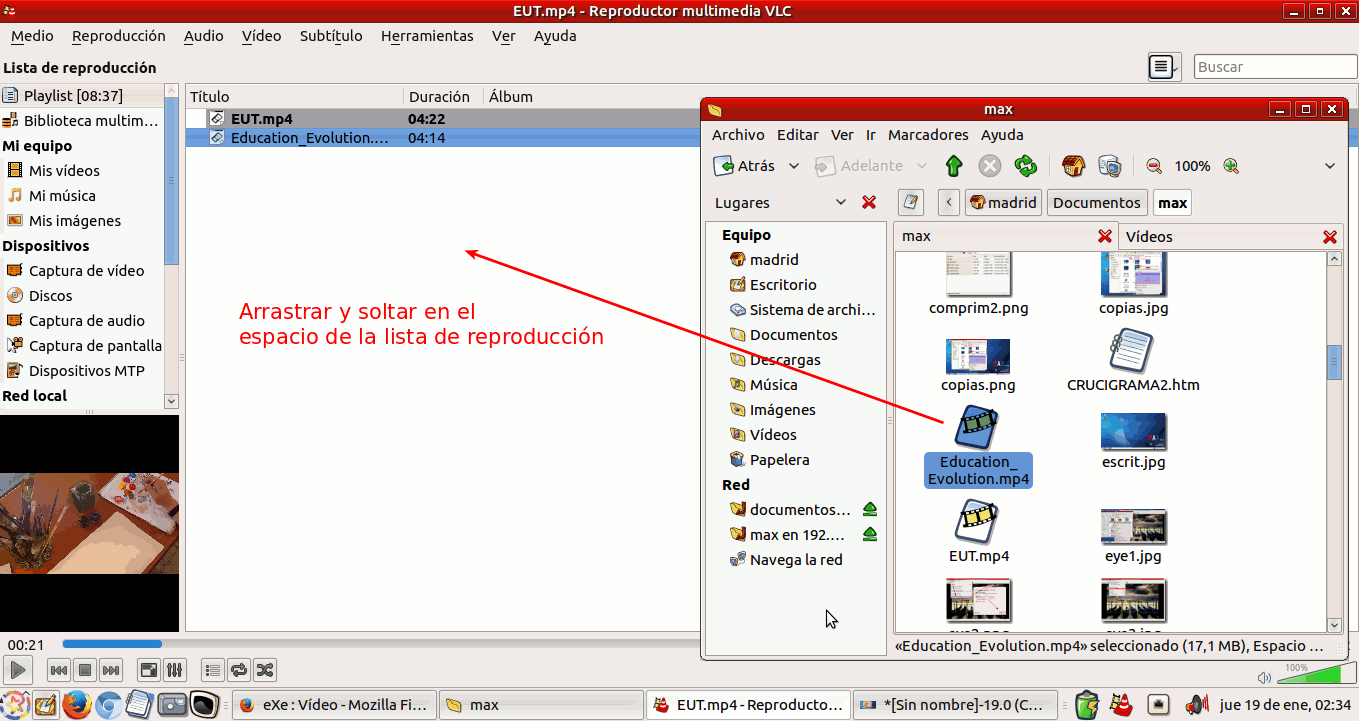 EUT.mp4 - Reproductor multimedia VLC
Medio Reproducción Audio Vídeo Subtítulo Herramientas Ver Ayuda
Lista de reproducción
Buscar
Playlist [08:37]
Biblioteca multim...
Mi equipo
Mis vídeos
Mi música
Mis imágenes
Dispositivos
Captura de vídeo
Discos
Captura de audio
Captura de pantalla
Dispositivos MTP
Red local
Título Duración Álbum
EUT.mp4 04:22
Education_Evolution.... 04:14
Arrastrar y soltar en el
espacio de la lista de reproducción
max
Archivo Editar Ver Ir Marcadores Ayuda
Atrás Adelante 100%
Lugares
madrid Documentos max
Equipo
madrid
Escritorio
Sistema de archi...
Documentos
Descargas
Música
Imágenes
Vídeos
Papelera
Red
documentos...
max en 192....
Navega la red
max Vídeos
comprim2.png copias.jpg
copias.png CRUCIGRAMA2.htm
Education_
Evolution.mp4
escrit.jpg
EUT.mp4 eye1.jpg
«Education_Evolution.mp4» seleccionado (17,1 MB), Espacio ...
00:21
100%
eXe : Vídeo - Mozilla Fi... max EUT.mp4 - Reproducto... *[Sin nombre]-19.0 (C... jue 19 de ene, 02:34